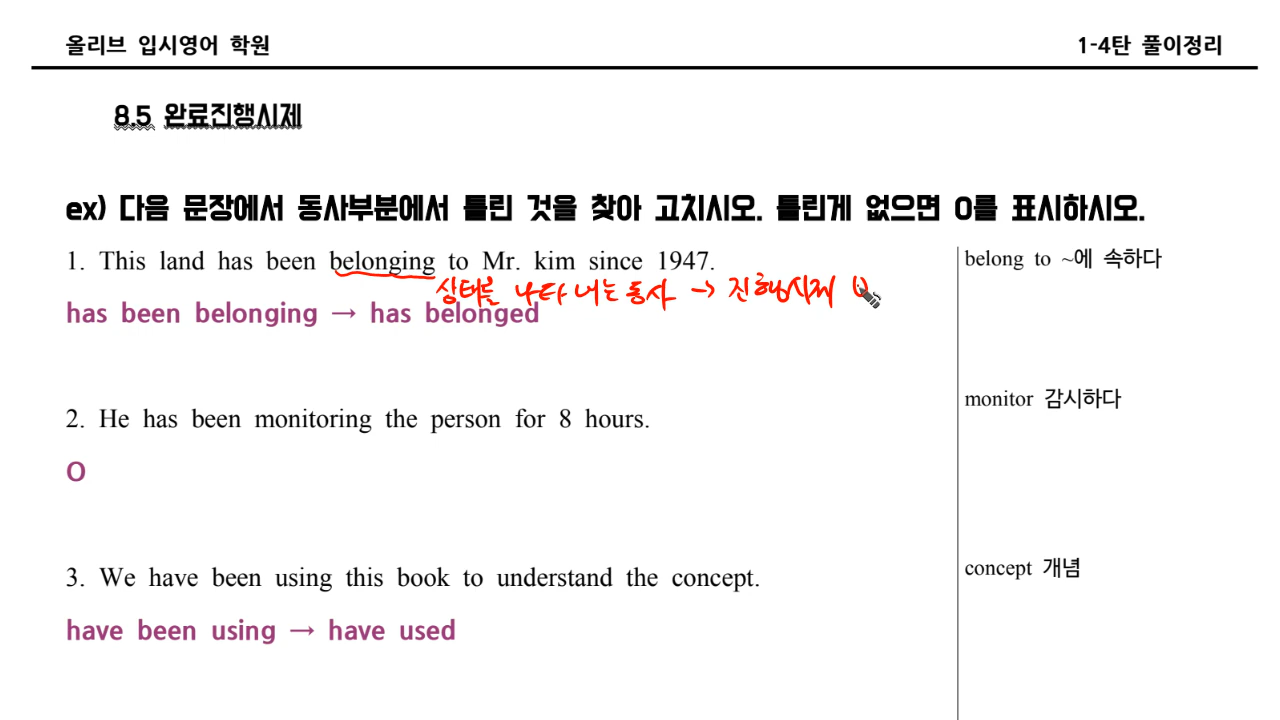 올리브 입시영어 학원
1-4탄 풀이정리
8.5 완료진행시제
ex) 다음 문장에서 동사부분에서 틀린 것을 찾아 고치시오. 틀린게 없으면 O를 표시하시오.
1. This land has been belonging to Mr. kim since 1947.
belong to ~에 속하다
상태를 나타내는 동사 -> 진행시제
has been belonging → has belonged
2. He has been monitoring the person for 8 hours.
monitor 감시하다
O
3. We have been using this book to understand the concept.
concept 개념
have been using → have used